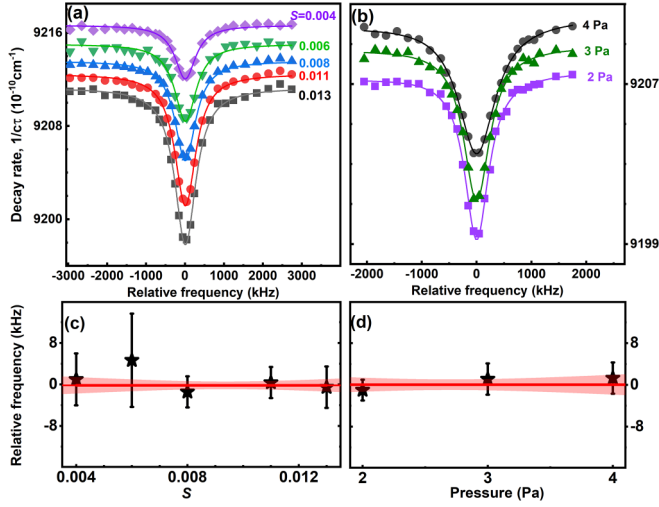 (a)
S=0.004
0.006
0.008
0.011
0.013
9216
9208
9200
Decay rate, 1/cτ (10⁻¹⁰cm⁻¹)
-3000 -2000 -1000 0 1000 2000 3000
Relative frequency (kHz)
(b)
4 Pa
3 Pa
2 Pa
9207
9199
-2000 -1000 0 1000 2000
Relative frequency (kHz)
(c)
8
0
-8
Relative frequency (kHz)
0.004 0.008 0.012
S
(d)
8
0
-8
2 3 4
Pressure (Pa)